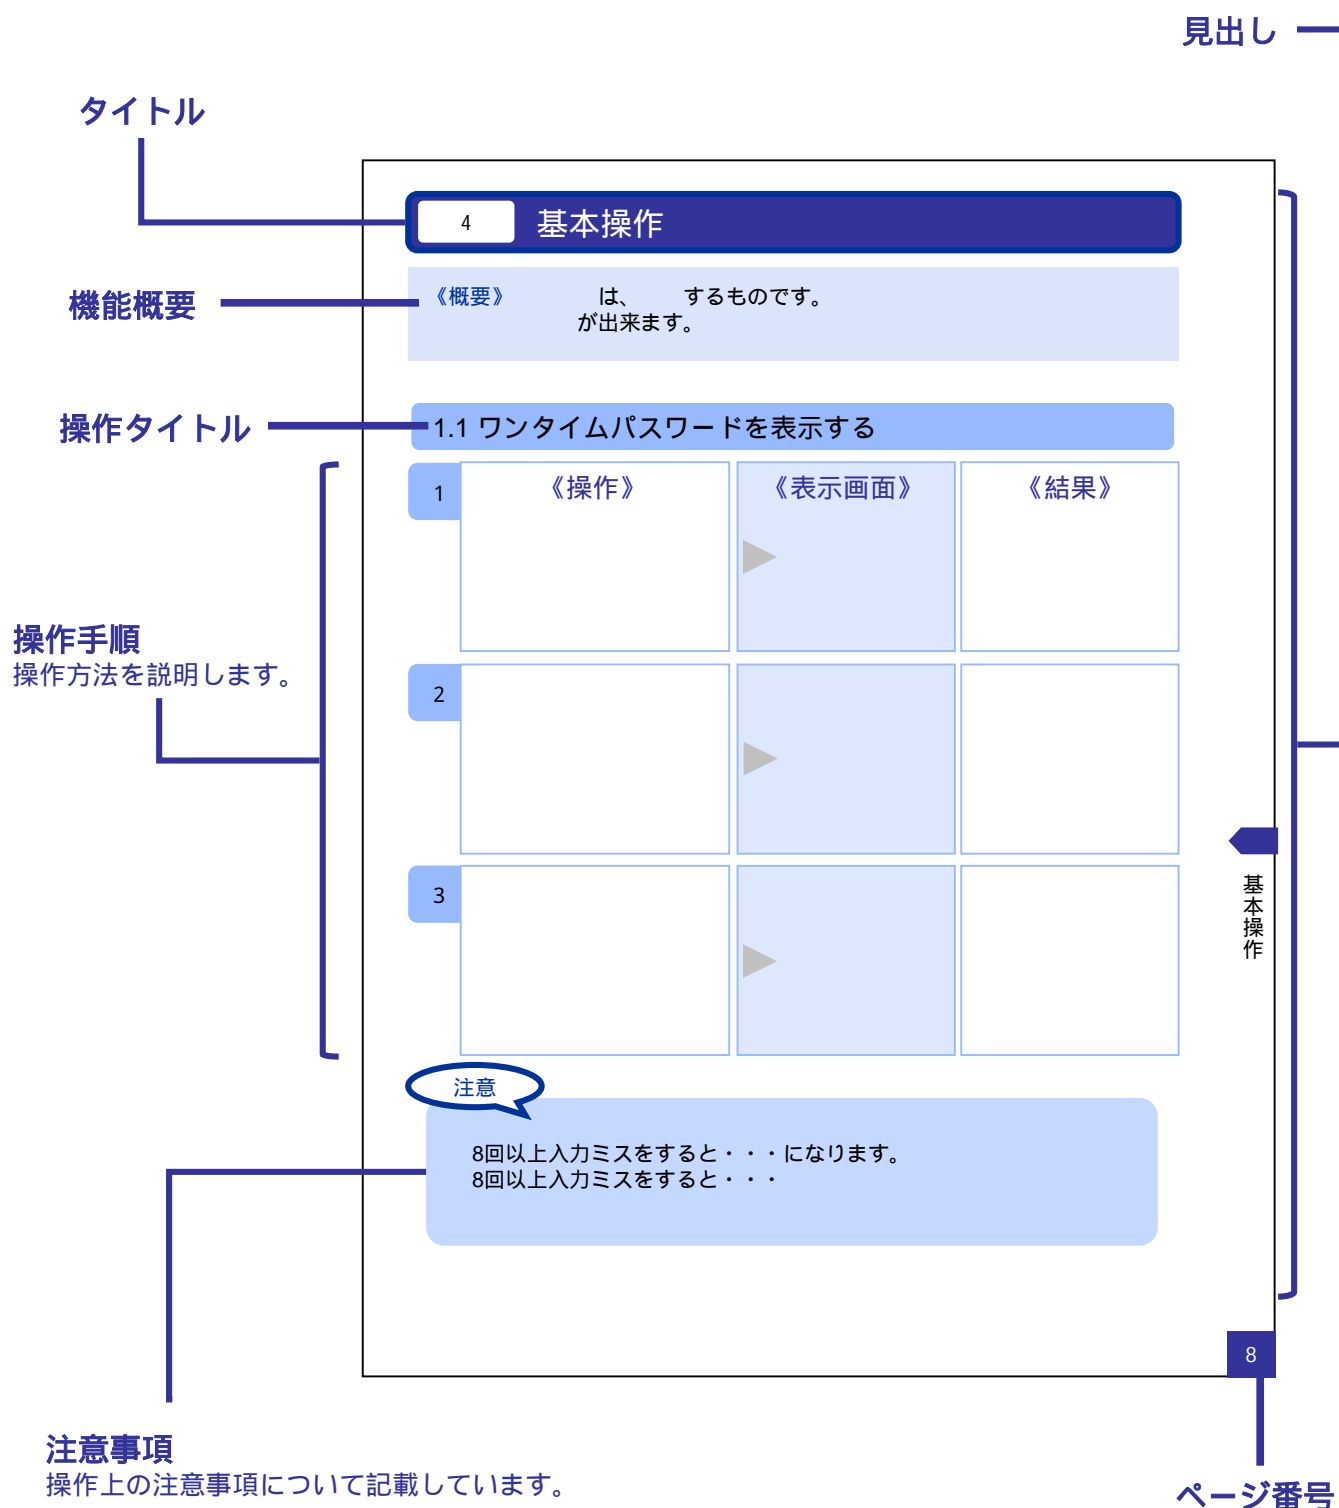 見出し
タイトル
4 基本操作
機能概要
《概要》 は、 するものです。
が出来ます。
操作タイトル
1.1 ワンタイムパスワードを表示する
1 《操作》 《表示画面》 《結果》
操作手順
操作方法を説明します。
2
3
基本操作
注意
8回以上入力ミスをすると・・・になります。
8回以上入力ミスをすると・・・
8
注意事項
操作上の注意事項について記載しています。
ページ番号